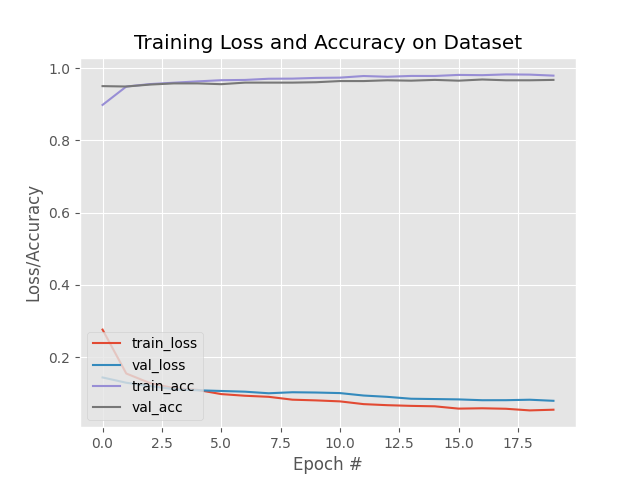 Training Loss and Accuracy on Dataset
Loss/Accuracy
1.0
0.8
0.6
0.4
0.2
train_loss
val_loss
train_acc
val_acc
0.0 2.5 5.0 7.5 10.0 12.5 15.0 17.5
Epoch #